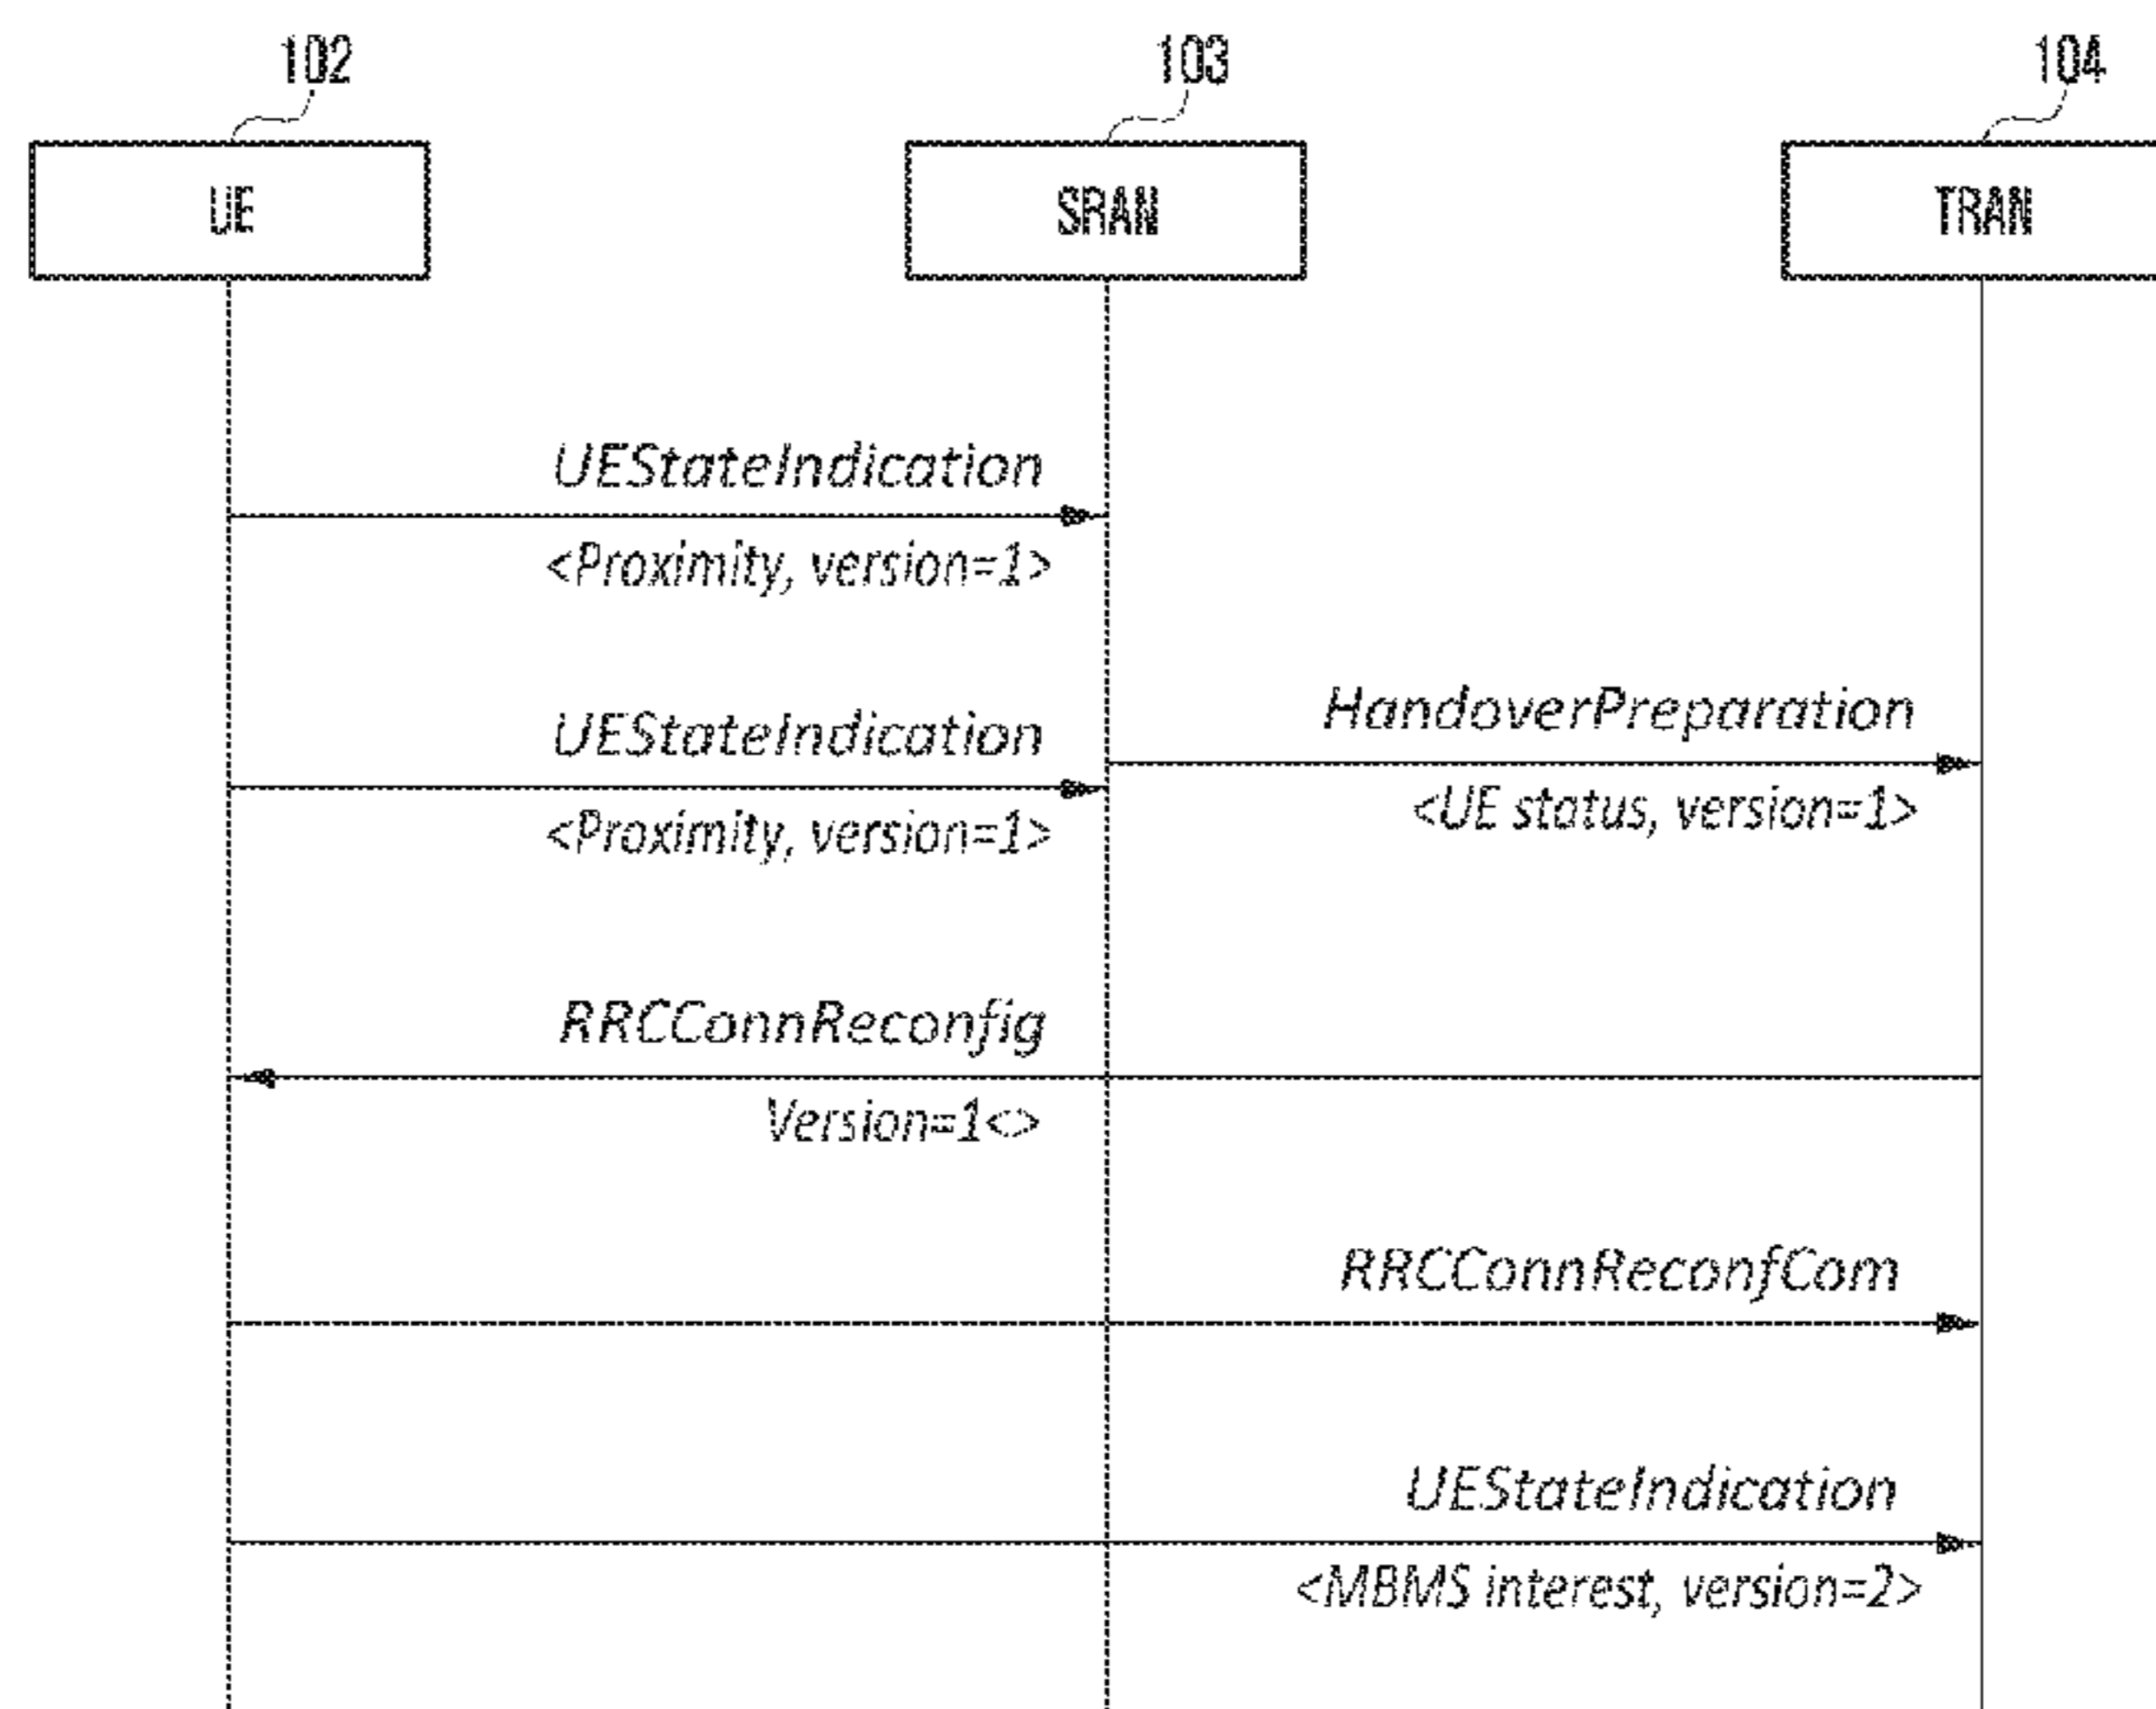 102
103
104
UE
SRAN
TRAN
UEStateIndication
<Proximity, version=1>
HandoverPreparation
UEStateIndication
<UE status, version=1>
<Proximity, version=1>
RRCConnReconfig
Version=1<>
RRCConnReconfCom
UEStateIndication
<MBMS interest, version=2>